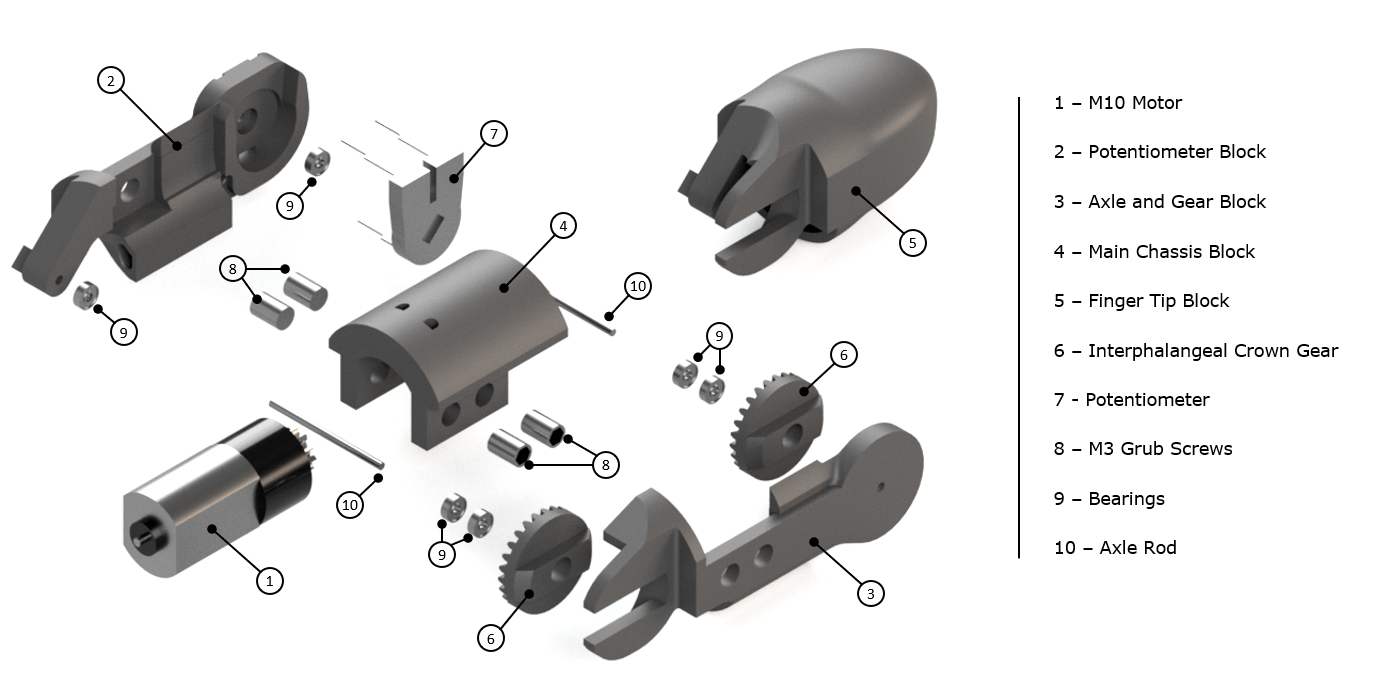 2
7
9
4
8
10
9
9
6
5
1 – M10 Motor
2 – Potentiometer Block
3 – Axle and Gear Block
4 – Main Chassis Block
5 – Finger Tip Block
6 – Interphalangeal Crown Gear
7 - Potentiometer
8 – M3 Grub Screws
9 – Bearings
10 – Axle Rod
8
10
9
1
6
3